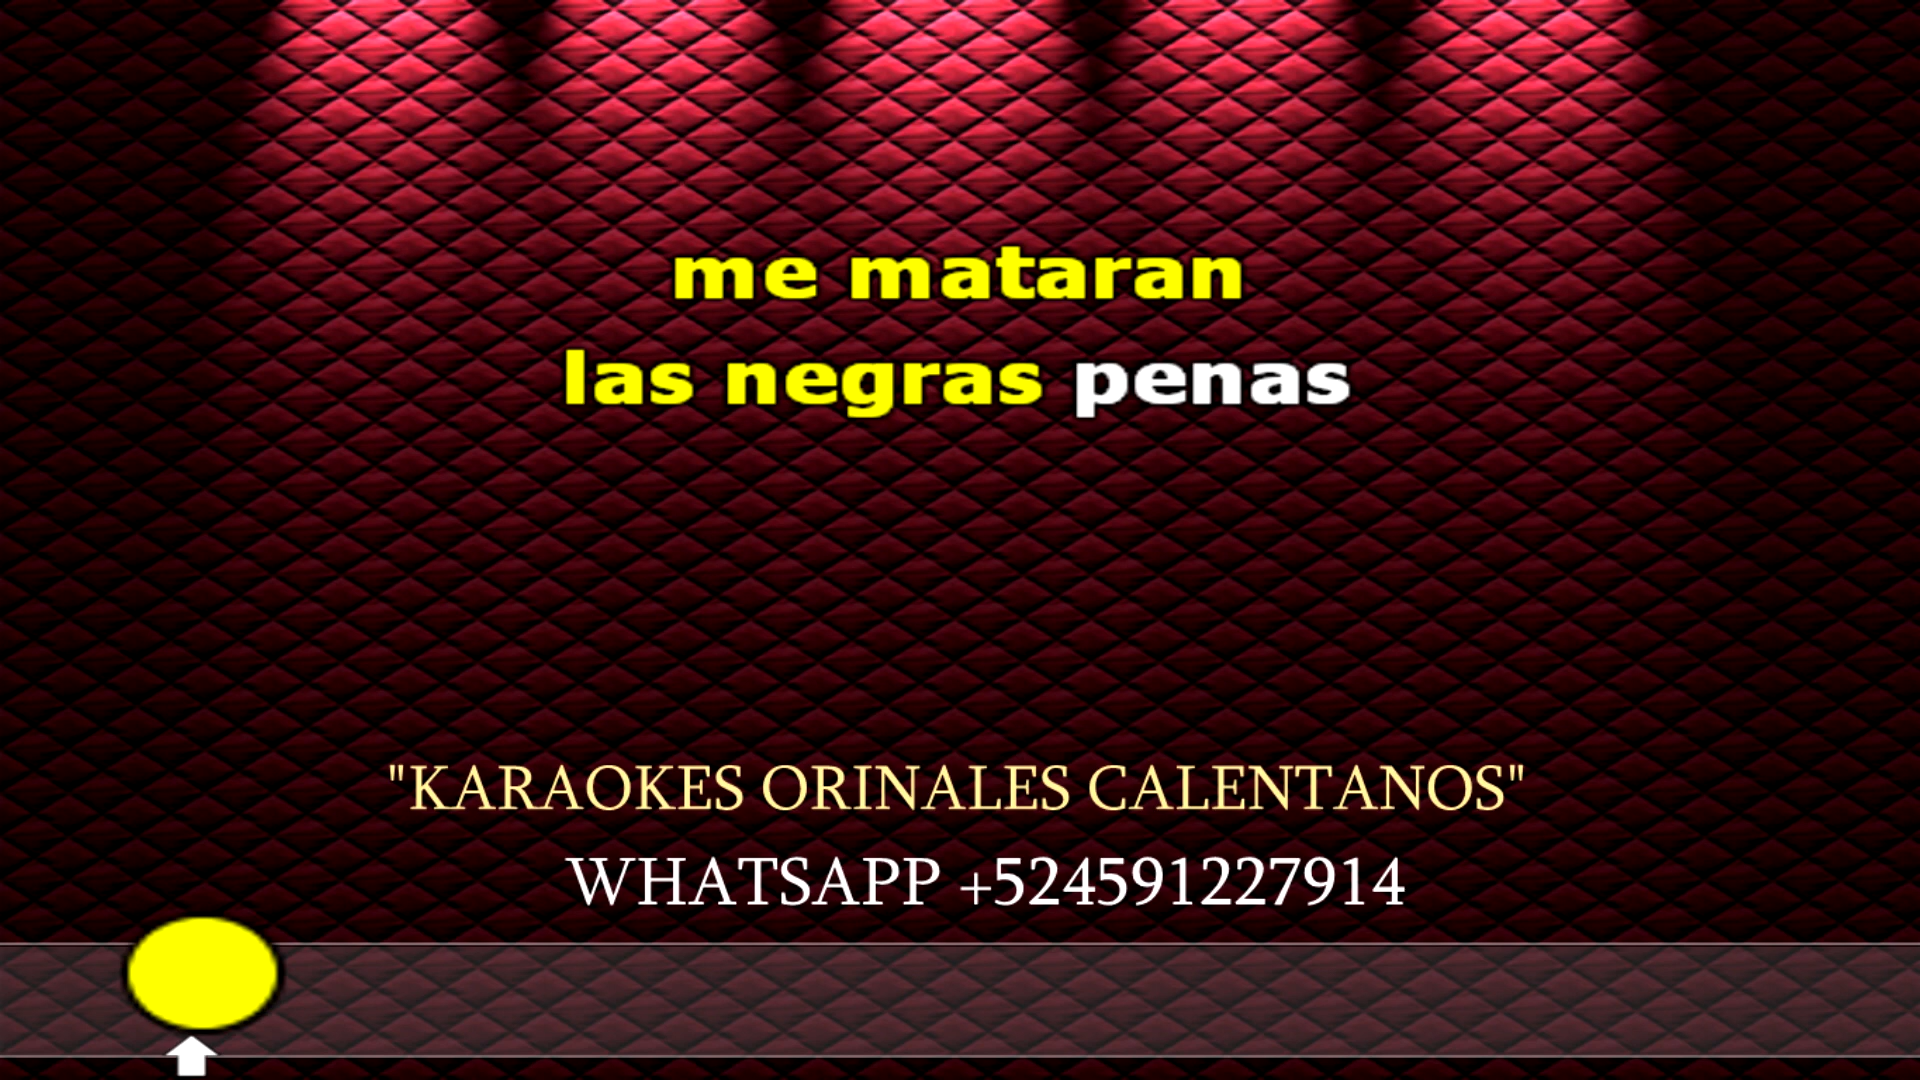 me mataran
las negras penas
"KARAOKES ORINALES CALENTANOS"
WHATSAPP +524591227914